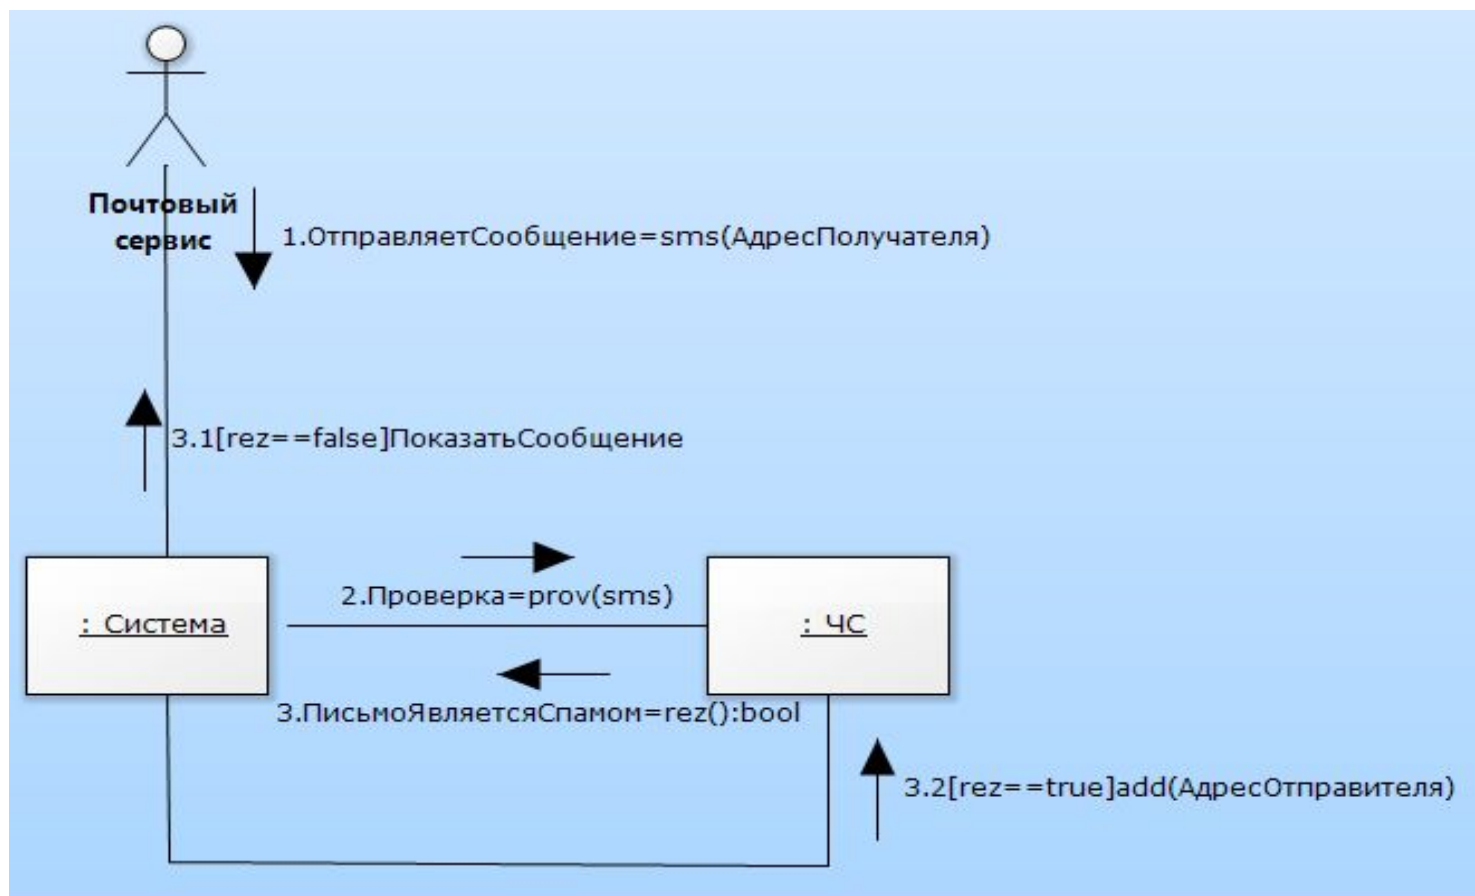 Почтовый
сервис
1.ОтправляетСообщение=sms(АдресПолучателя)
3.1[rez==false]ПоказатьСообщение
2.Проверка=prov(sms)
: Система
: ЧС
3.ПисьмоЯвляетсяСпамом=rez():bool
3.2[rez==true]add(АдресОтправителя)